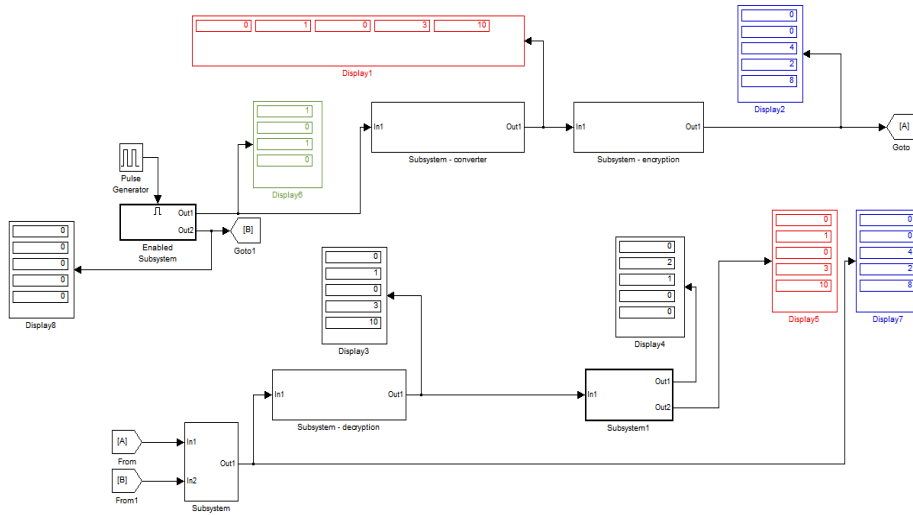 0 1 0 3 10
Display1
0
0
4
2
8
Display2
1
0
1
0
Display6
In1 Out1
Subsystem - converter
In1 Out1
Subsystem - encryption
[A]
Goto
Pulse
Generator
Out1
Out2
Enabled
Subsystem
[B]
Goto1
0
0
0
0
0
Display8
0
1
0
3
10
Display3
0
2
1
0
0
Display4
0
1
0
3
10
Display5
0
0
4
2
8
Display7
In1 Out1
Subsystem - decryption
In1 Out1
Out2
Subsystem1
[A]
From
[B]
From1
In1
Out1
In2
Subsystem